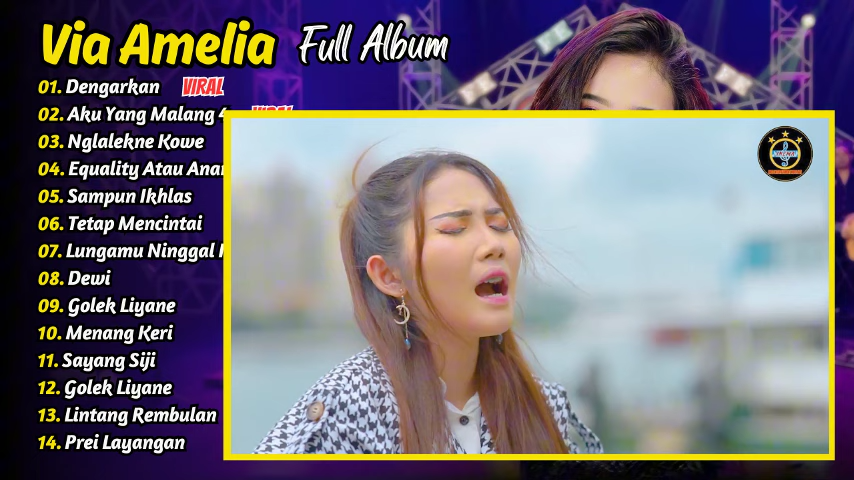 Via Amelia Full Album
01. Dengarkan VIRAL
02. Aku Yang Malang
03. Nglalekne Kowe
04. Equality Atau
05. Sampun Ikhlas
06. Tetap Mencintai
07. Lungamu Ninggal
08. Dewi
09. Golek Liyane
10. Menang Keri
11. Sayang Siji
12. Golek Liyane
13. Lintang Rembulan
14. Prei Layangan